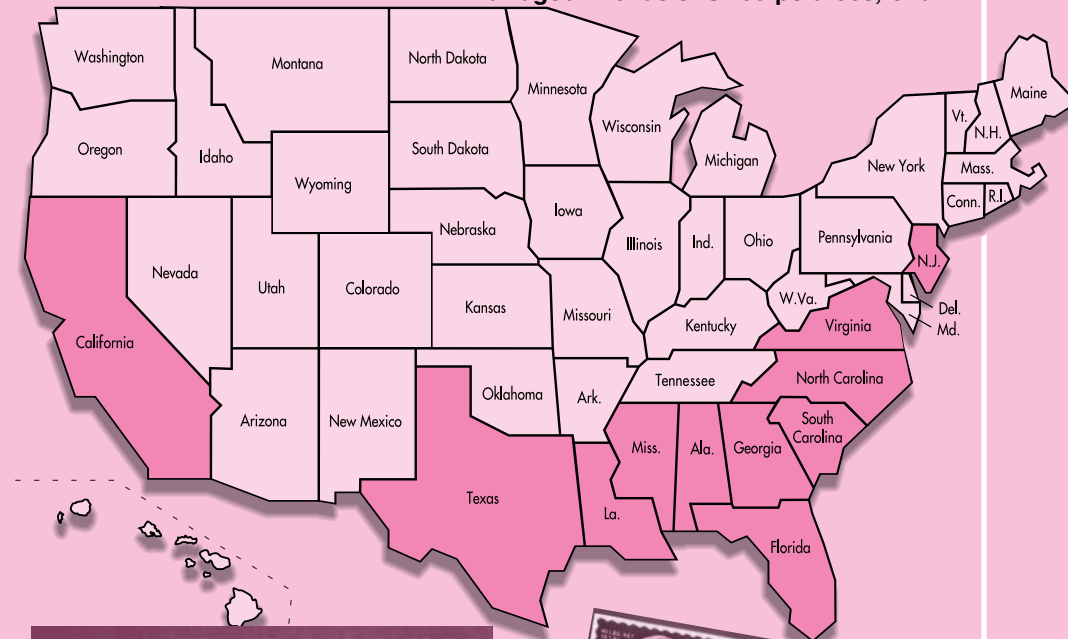 Washington
Montana
North Dakota
Minnesota
Maine
Vt.
N.H.
Oregon
Idaho
South Dakota
Wisconsin
Michigan
New York
Mass.
Wyoming
Conn.
R.I.
Iowa
Nebraska
Illinois
Ind.
Ohio
Pennsylvania
N.J.
Nevada
Utah
Colorado
Kansas
Missouri
W.Va.
Kentucky
Virginia
Del.
Md.
California
Tennessee
North Carolina
Oklahoma
Ark.
Arizona
New Mexico
South
Carolina
Miss.
Ala.
Georgia
Texas
La.
Florida